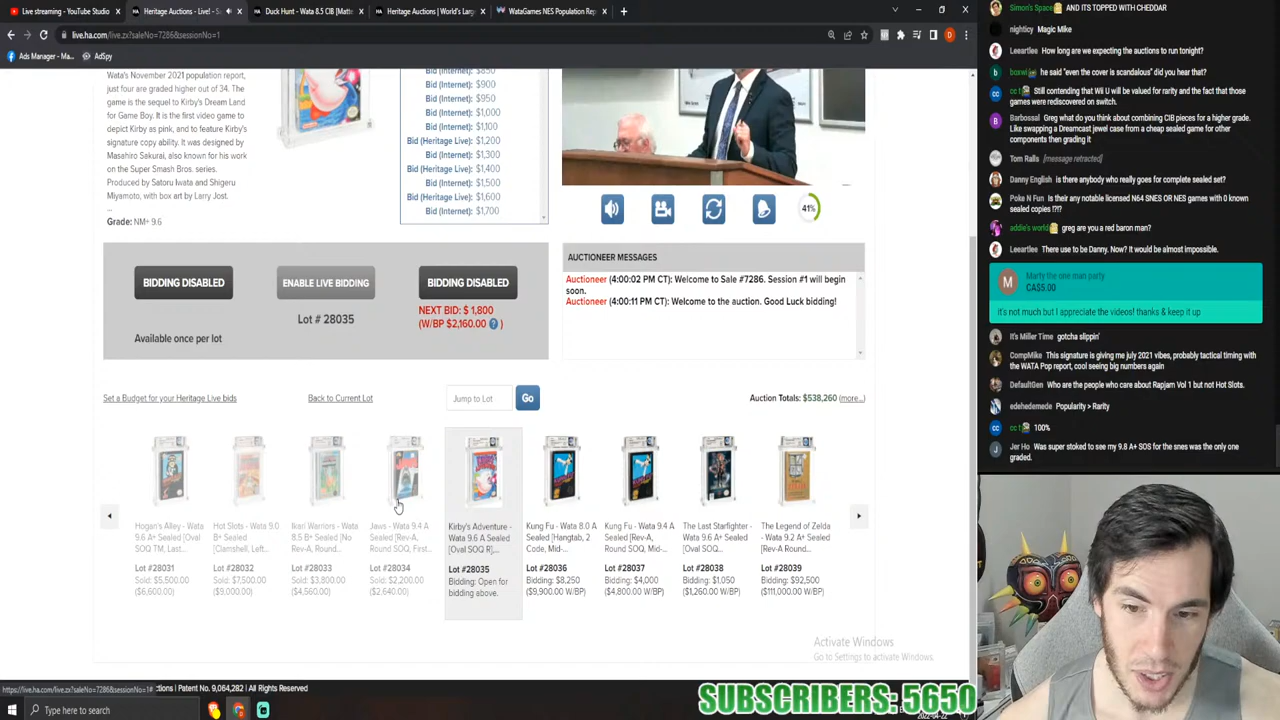 Live streaming - YouTube Studio
Heritage Auctions - Live! - S
Duck Hunt - Wata 8.5 CIB [Matte
Heritage Auctions | World's Larg
WataGames NES Population Rep
live.ha.com/live.zx?saleNo=7286&sessionNo=1
Ads Manager - Ma...
AdSpy
Wata's November 2021 population report,
just four are graded higher out of 34. The
game is the sequel to Kirby's Dream Land
for Game Boy. It is the first video game to
depict Kirby as pink, and to feature Kirby's
signature copy ability. It was designed by
Masahiro Sakurai, also known for his work
on the Super Smash Bros. series.
Produced by Satoru Iwata and Shigeru
Miyamoto, with box art by Larry Jost.
...
Grade: NM+ 9.6
Bid (Internet): $850
Bid (Internet): $900
Bid (Internet): $950
Bid (Internet): $1,000
Bid (Internet): $1,100
Bid (Heritage Live): $1,200
Bid (Internet): $1,300
Bid (Heritage Live): $1,400
Bid (Internet): $1,500
Bid (Heritage Live): $1,600
Bid (Internet): $1,700
41%
BIDDING DISABLED
ENABLE LIVE BIDDING
BIDDING DISABLED
Lot # 28035
NEXT BID: $ 1,800
(W/BP $2,160.00 ? )
Available once per lot
AUCTIONEER MESSAGES
Auctioneer (4:00:02 PM CT): Welcome to Sale #7286. Session #1 will begin
soon.
Auctioneer (4:00:11 PM CT): Welcome to the auction. Good Luck bidding!
Set a Budget for your Heritage Live bids
Back to Current Lot
Jump to Lot
Go
Auction Totals: $538,260 (more...)
Hogan's Alley - Wata
9.6 A+ Sealed [Oval
SOQ TM, Last...
Lot #28031
Sold: $5,500
($6,600)
Hot Slots - Wata 9.0
B+ Sealed
[Clamshell, Left...
Lot #28032
Sold: $7,500
($9,000)
Ikari Warriors - Wata
8.5 B+ Sealed [No
Rev-A, Round...
Lot #28033
Sold: $3,800
($4,560)
Jaws - Wata 9.4 A
Sealed [Rev-A,
Round SOQ, First...
Lot #28034
Sold: $2,200
($2,640)
Kirby's Adventure -
Wata 9.6 A Sealed
[Oval SOQ R],...
Lot #28035
Bidding: Open for
bidding above.
Kung Fu - Wata 8.0 A
Sealed [Hangtab, 2
Code, Mid-...
Lot #28036
Bidding: $8,250
($9,900.00 W/BP)
Kung Fu - Wata 9.4 A
Sealed [Rev-A,
Round SOQ, Mid-...
Lot #28037
Bidding: $4,000
($4,800.00 W/BP)
The Last Starfighter -
Wata 9.6 A+ Sealed
[Oval SOQ...
Lot #28038
Bidding: $1,050
($1,260.00 W/BP)
The Legend of Zelda
- Wata 9.2 A+ Sealed
[Rev-A Round...
Lot #28039
Bidding: $92,500
($111,000.00 W/BP)
Activate Windows
Go to Settings to activate Windows.
https://live.ha.com/live.zx?saleNo=7286&sessionNo=1#
ctions | Patent No. 9,064,282 | All Rights Reserved
Type here to search
SUBSCRIBERS: 5650
Simon's Space AND ITS TOPPED WITH CHEDDAR
nighticy Magic Mike
Leeartlee How long are we expecting the auctions to run tonight?
he said "even the cover is scandalous" did you hear that?
cc t Still contending that Wii U will be valued for rarity and the fact that those
games were rediscovered on switch.
Barbossal Greg what do you think about combining CIB pieces for a higher grade.
Like swapping a Dreamcast jewel case from a cheap sealed game for other
components then grading it
Tom Ralls [message retracted]
Danny English is there anybody who really goes for complete sealed set?
Poke N Fun Is their any notable licensed N64 SNES OR NES games with 0 known
sealed copies !?!?
addie's world greg are you a red baron man?
Leeartlee There use to be Danny. Now? It would be almost impossible.
M
Marty the one man party
CA$5.00
It's not much but I appreciate the videos! thanks & keep it up
It's Miller Time gotcha slippin'
CompMike This signature is giving me july 2021 vibes, probably tactical timing with
the WATA Pop report, cool seeing big numbers again
DefaultGen Who are the people who care about Rapjam Vol 1 but not Hot Slots.
edehedemede Popularity > Rarity
cc t 100%
Jer Ho Was super stoked to see my 9.8 A+ SOS for the snes was the only one
graded.